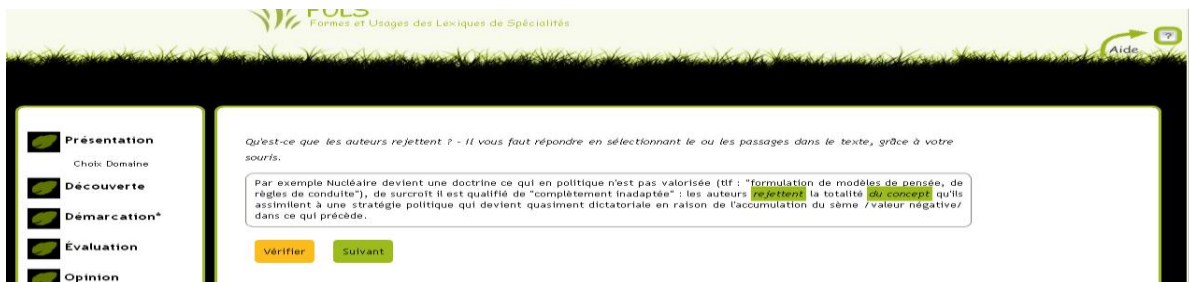 FULS
Formes et Usages des Lexiques de Spécialités
?
Aide
Présentation
Choix Domaine
Découverte
Démarcation*
Évaluation
Opinion
Qu'est-ce que les auteurs rejettent ? - Il vous faut répondre en sélectionnant le ou les passages dans le texte, grâce à votre
souris.
Par exemple Nucléaire devient une doctrine ce qui en politique n'est pas valorisée (tlf : "formulation de modèles de pensée, de
règles de conduite"), de surcroît il est qualifié de "complètement inadaptée" : les auteurs rejettent la totalité du concept qu'ils
assimilent à une stratégie politique qui devient quasiment dictatoriale en raison de l'accumulation du sème /valeur négative/
dans ce qui précède.
Vérifier
Suivant